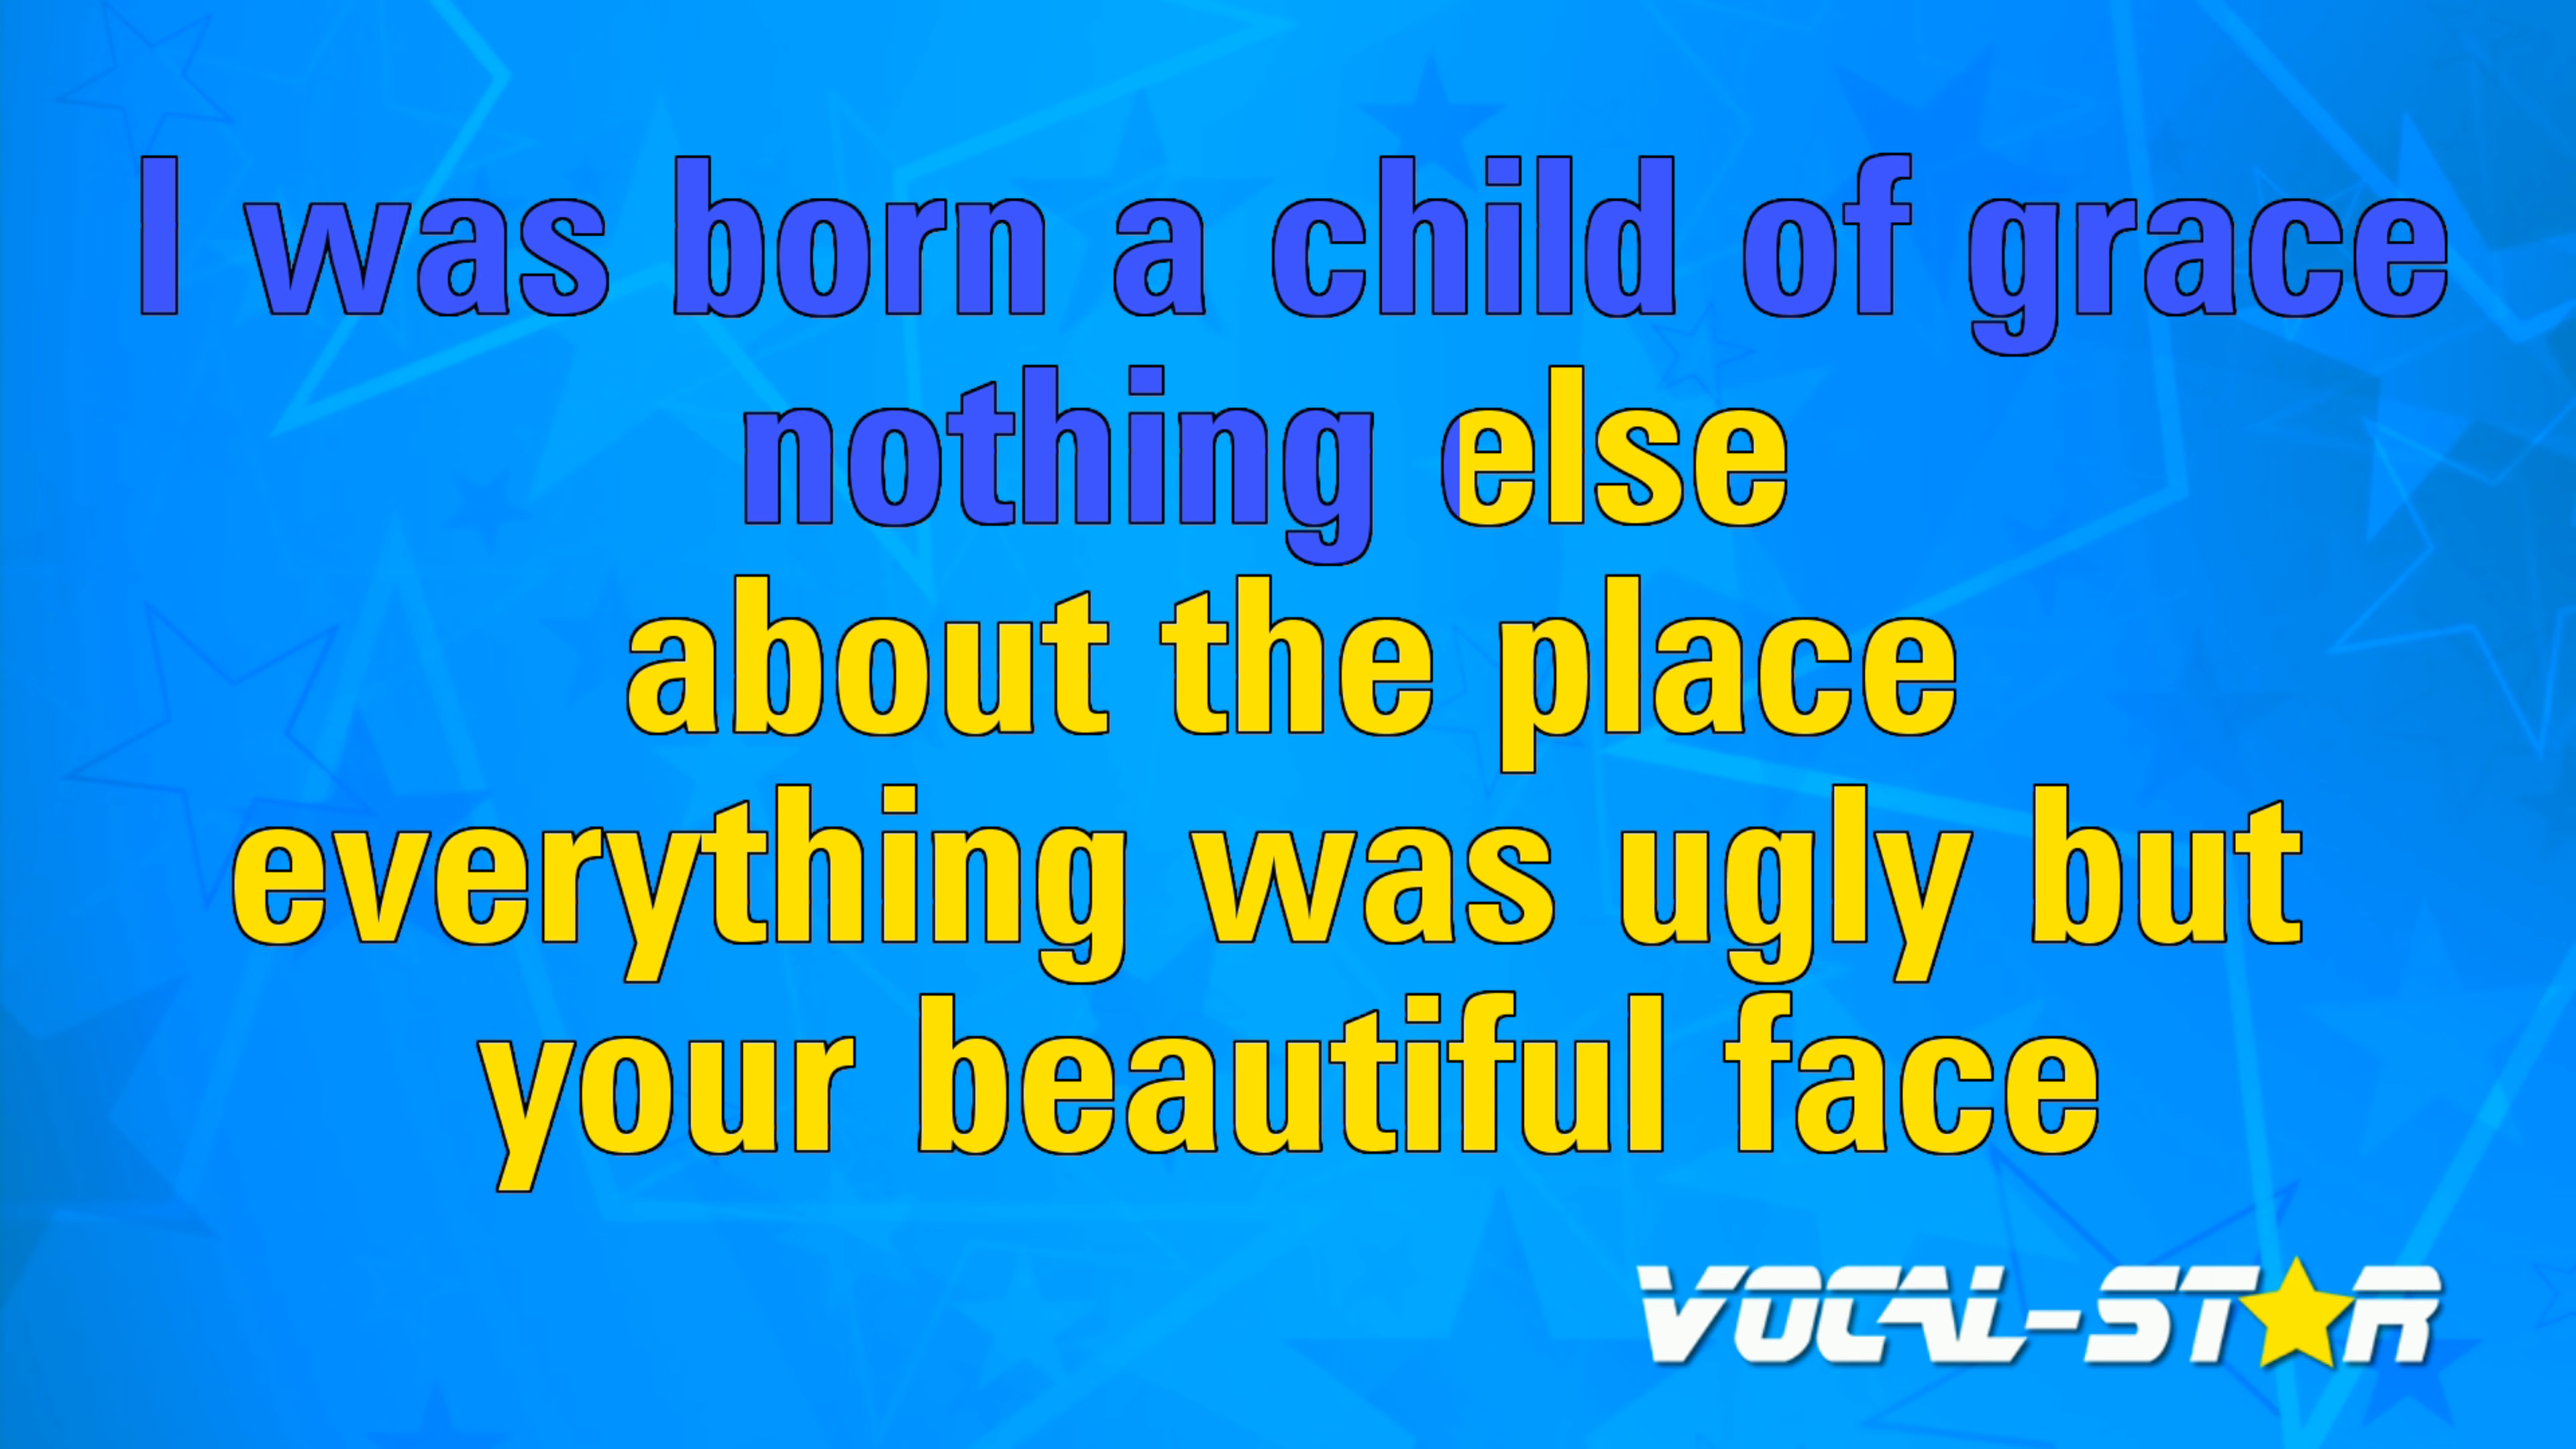 I was born a child of grace
nothing else
about the place
everything was ugly but
your beautiful face
VOCAL-STAR